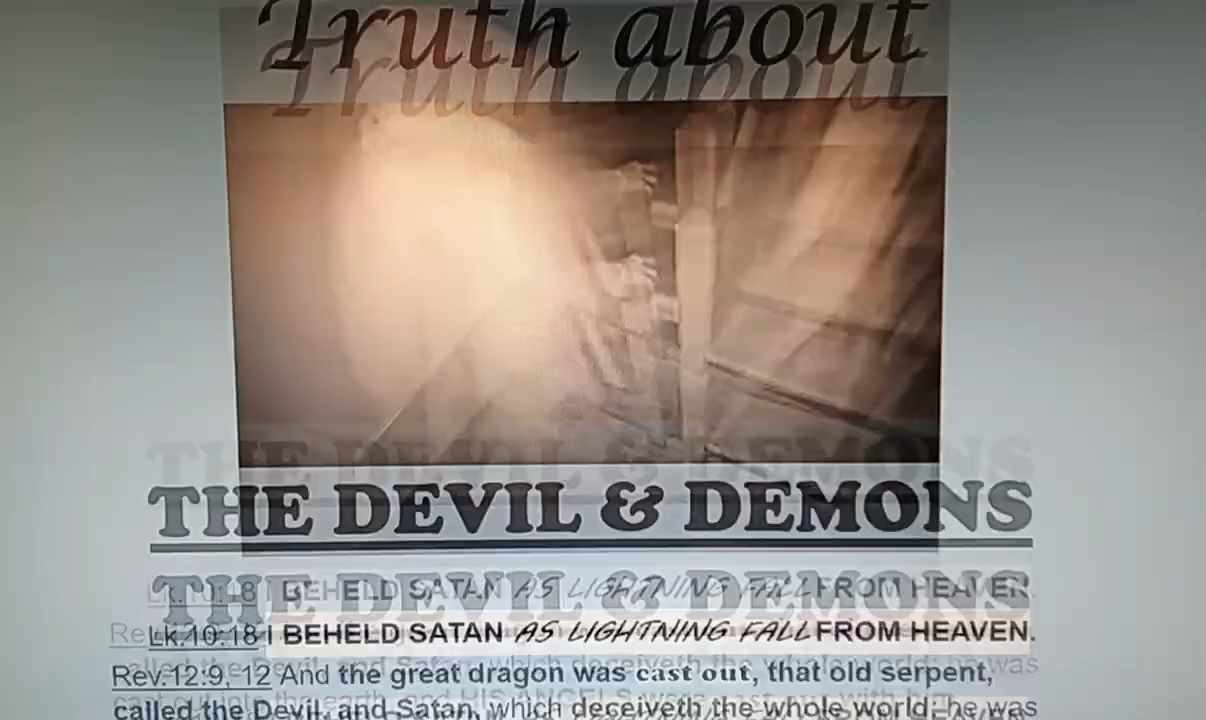 Truth about
THE DEVIL & DEMONS
Lk.10:18 I BEHELD SATAN AS LIGHTNING FALL FROM HEAVEN.
Rev.12:9, 12 And the great dragon was cast out, that old serpent,
called the Devil, and Satan, which deceiveth the whole world: he was